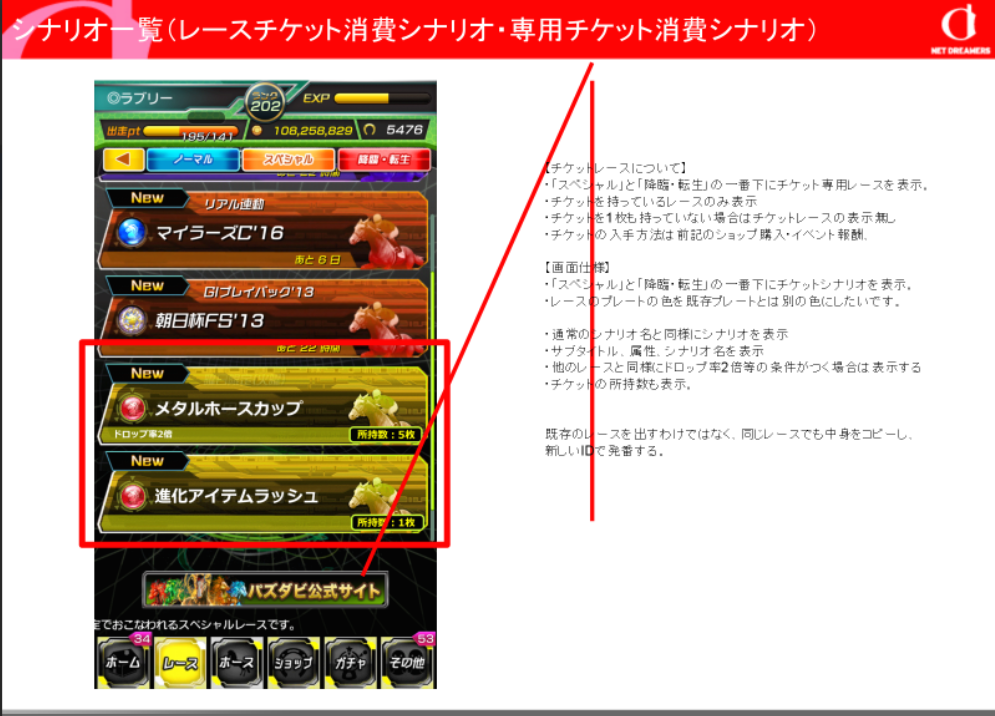 シナリオ一覧（レースチケット消費シナリオ・専用チケット消費シナリオ）
NET DREAMERS
◎ラブリー
ランク
202
EXP
出走pt
195/141
108,258,829
5476
ノーマル
スペシャル
降臨・転生
New
リアル連動
マイラーズC'16
あと 6 日
New
GIプレイバック'13
朝日杯FS'13
あと 22 時間
New
メタルホースカップ
ドロップ率2倍
所持数：5枚
New
進化アイテムラッシュ
所持数：1枚
パズダビ公式サイト
定でおこなわれるスペシャルレースです。
34
53
ホーム
レース
ホース
ショップ
ガチャ
その他
【チケットレースについて】
・「スペシャル」と「降臨・転生」の一番下にチケット専用レースを表示。
・チケットを持っているレースのみ表示
・チケットを1枚も持っていない場合はチケットレースの表示無し
・チケットの入手方法は前記のショップ購入・イベント報酬。
【画面仕様】
・「スペシャル」と「降臨・転生」の一番下にチケットシナリオを表示。
・レースのプレートの色を既存プレートとは別の色にしたいです。
・通常のシナリオ名と同様にシナリオを表示
・サブタイトル、属性、シナリオ名を表示
・他のレースと同様にドロップ率2倍等の条件がつく場合は表示する
・チケットの所持数も表示。
既存のレースを出すわけではなく、同じレースでも中身をコピーし、
新しいIDで発番する。